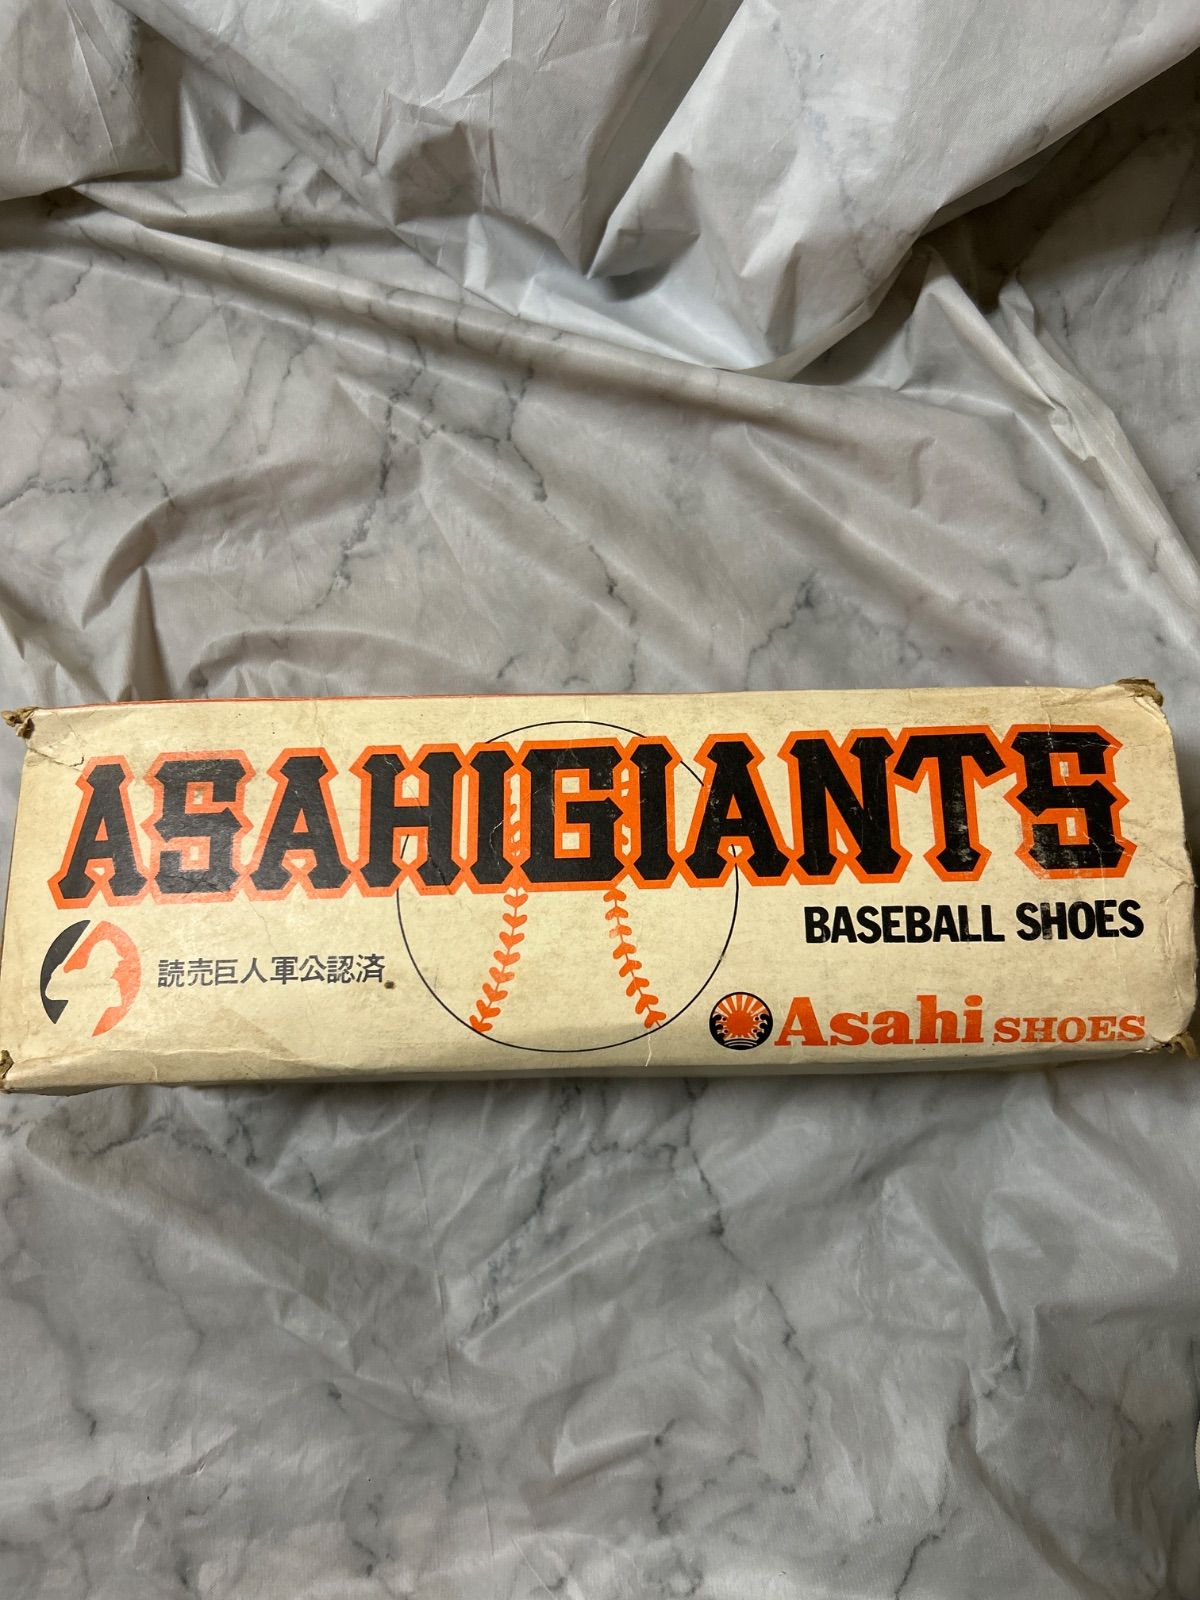 ASAHIGIANTS
BASEBALL SHOES
読売巨人軍公認済
Asahi SHOES